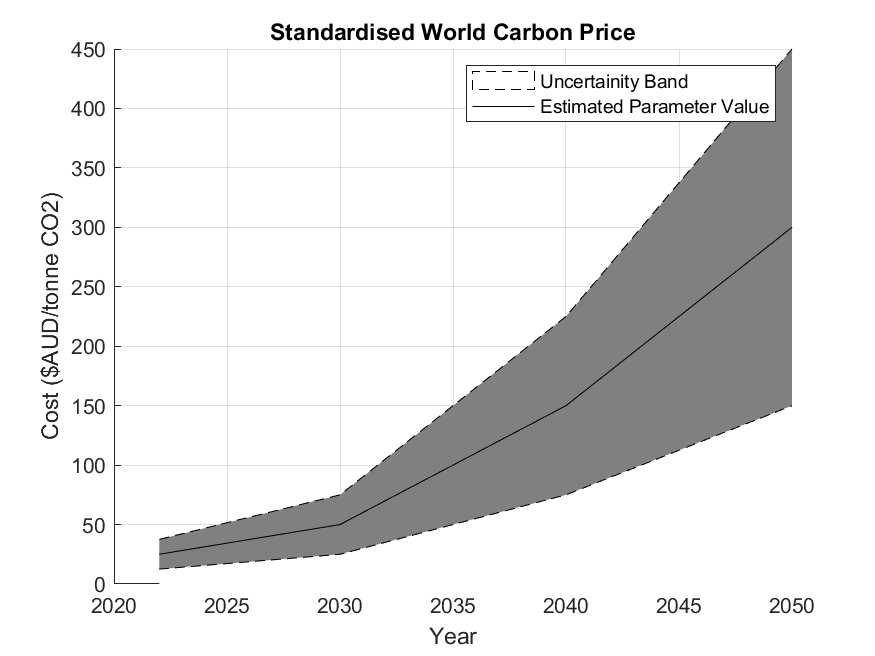 Standardised World Carbon Price
450
400
350
300
250
200
150
100
50
0
Cost ($AUD/tonne CO2)
Uncertainity Band
Estimated Parameter Value
2020 2025 2030 2035 2040 2045 2050
Year